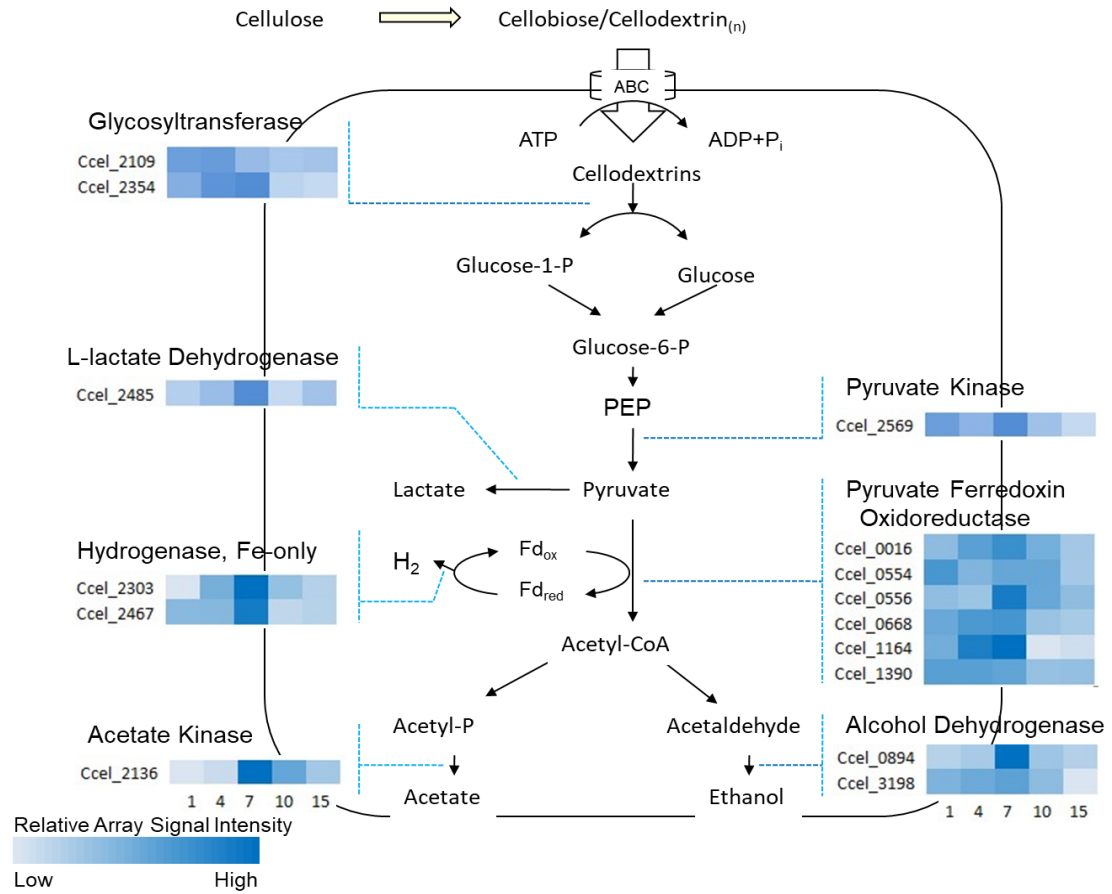 Cellulose
Cellobiose/Cellodextrin(n)
ABC
Glycosyltransferase
ATP
ADP+Pi
Ccel_2109
Ccel_2354
Cellodextrins
Glucose-1-P
Glucose
Glucose-6-P
L-lactate Dehydrogenase
Ccel_2485
PEP
Pyruvate Kinase
Ccel_2569
Lactate
Pyruvate
Pyruvate Ferredoxin
Oxidoreductase
Ccel_0016
Ccel_0554
Ccel_0556
Ccel_0668
Ccel_1164
Ccel_1390
Hydrogenase, Fe-only
Ccel_2303
Ccel_2467
H2
Fdox
Fdred
Acetyl-CoA
Acetyl-P
Acetaldehyde
Acetate Kinase
Ccel_2136
1 4 7 10 15
Acetate
Ethanol
Alcohol Dehydrogenase
Ccel_0894
Ccel_3198
1 4 7 10 15
Relative Array Signal Intensity
Low High